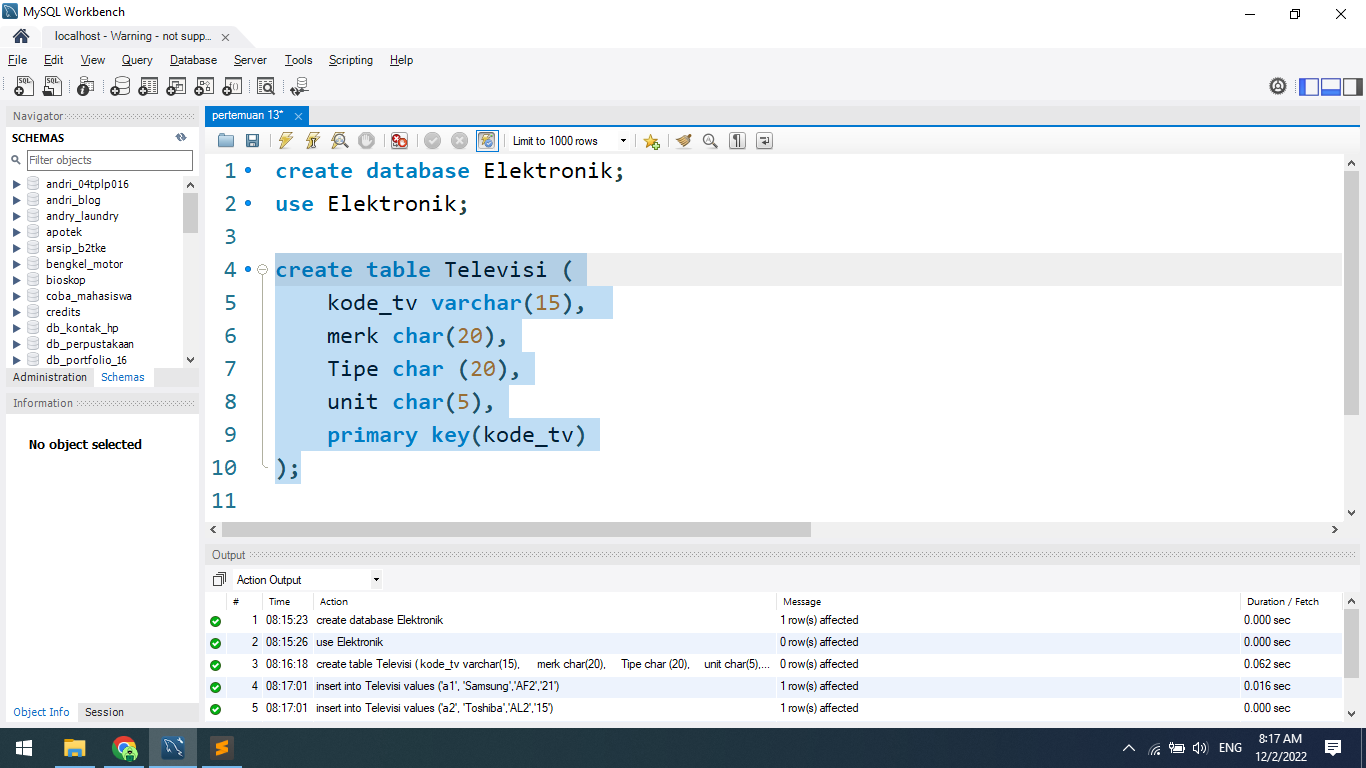 MySQL Workbench
localhost - Warning - not supp...
File Edit View Query Database Server Tools Scripting Help
Navigator
SCHEMAS
Filter objects
andri_04tplp016
andri_blog
andry_laundry
apotek
arsip_b2tke
bengkel_motor
bioskop
coba_mahasiswa
credits
db_kontak_hp
db_perpustakaan
db_portfolio_16
Administration Schemas
Information
No object selected
Object Info Session
pertemuan 13*
Limit to 1000 rows
1 create database Elektronik;
2 use Elektronik;
3
4 create table Televisi (
5 kode_tv varchar(15),
6 merk char(20),
7 Tipe char (20),
8 unit char(5),
9 primary key(kode_tv)
10 );
11
Output
Action Output
# Time Action Message Duration / Fetch
1 08:15:23 create database Elektronik 1 row(s) affected 0.000 sec
2 08:15:26 use Elektronik 0 row(s) affected 0.000 sec
3 08:16:18 create table Televisi ( kode_tv varchar(15), merk char(20), Tipe char (20), unit char(5),... 0 row(s) affected 0.062 sec
4 08:17:01 insert into Televisi values ('a1', 'Samsung','AF2','21') 1 row(s) affected 0.016 sec
5 08:17:01 insert into Televisi values ('a2', 'Toshiba','AL2','15') 1 row(s) affected 0.000 sec
ENG
8:17 AM
12/2/2022